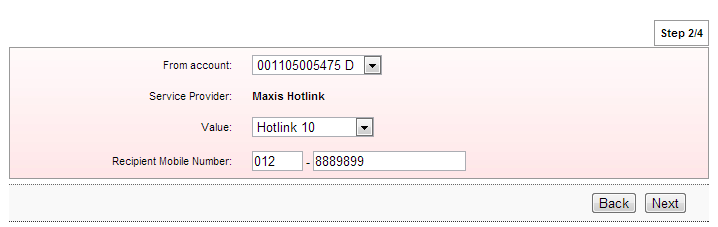 Step 2/4
From account: 001105005475 D
Service Provider: Maxis Hotlink
Value: Hotlink 10
Recipient Mobile Number: 012 - 8889899
Back Next